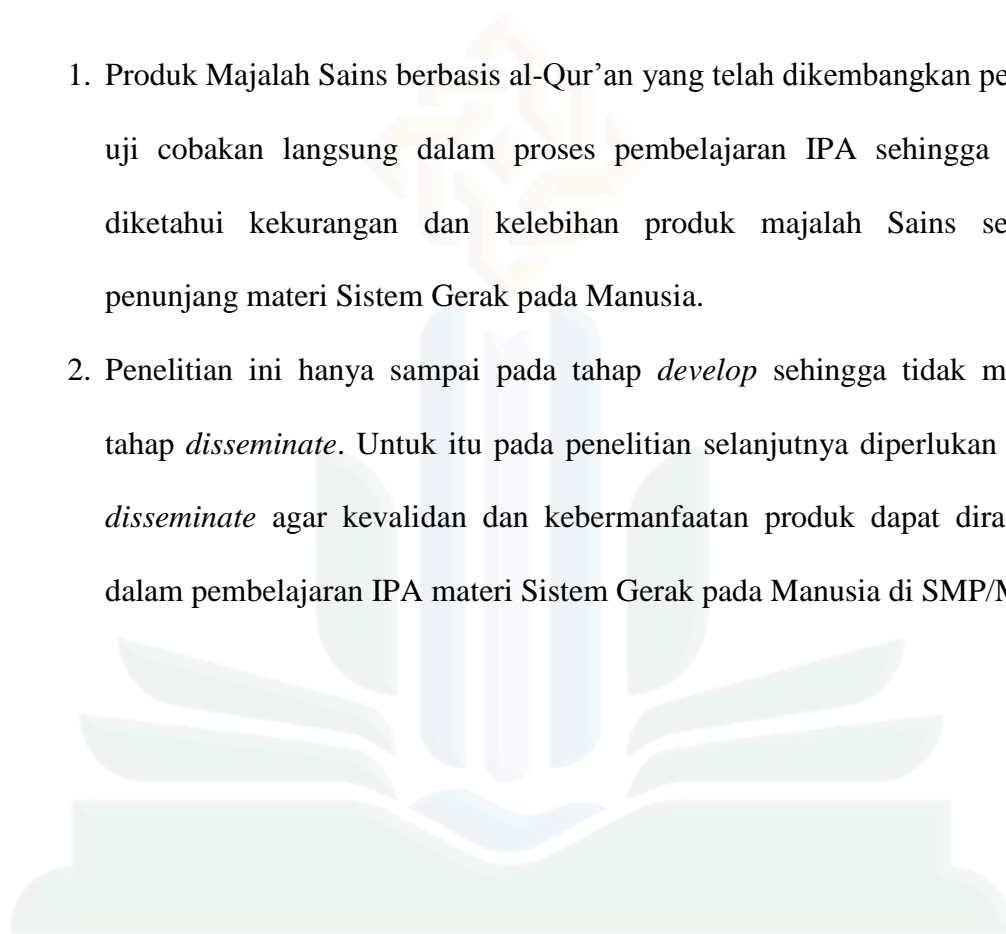 1. Produk Majalah Sains berbasis al-Qur'an yang telah dikembangkan pe
uji cobakan langsung dalam proses pembelajaran IPA sehingga
diketahui kekurangan dan kelebihan produk majalah Sains se
penunjang materi Sistem Gerak pada Manusia.
2. Penelitian ini hanya sampai pada tahap develop sehingga tidak m
tahap disseminate. Untuk itu pada penelitian selanjutnya diperlukan
disseminate agar kevalidan dan kebermanfaatan produk dapat dira
dalam pembelajaran IPA materi Sistem Gerak pada Manusia di SMP/M